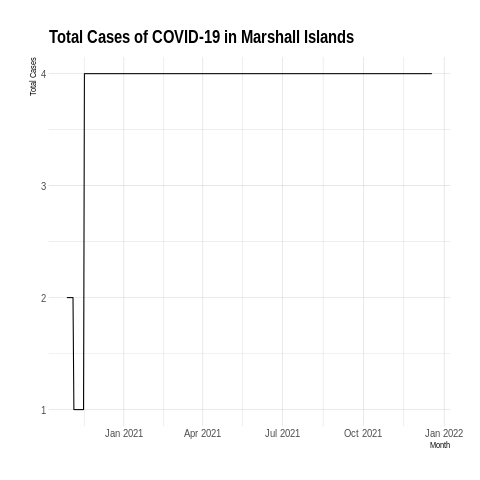 Total Cases of COVID-19 in Marshall Islands
Total Cases
4
3
2
1
Jan 2021 Apr 2021 Jul 2021 Oct 2021 Jan 2022
Month